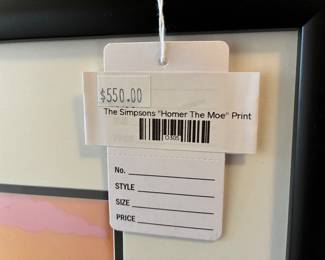 $550.00
The Simpsons "Homer The Moe" Print
No.
STYLE
SIZE
PRICE